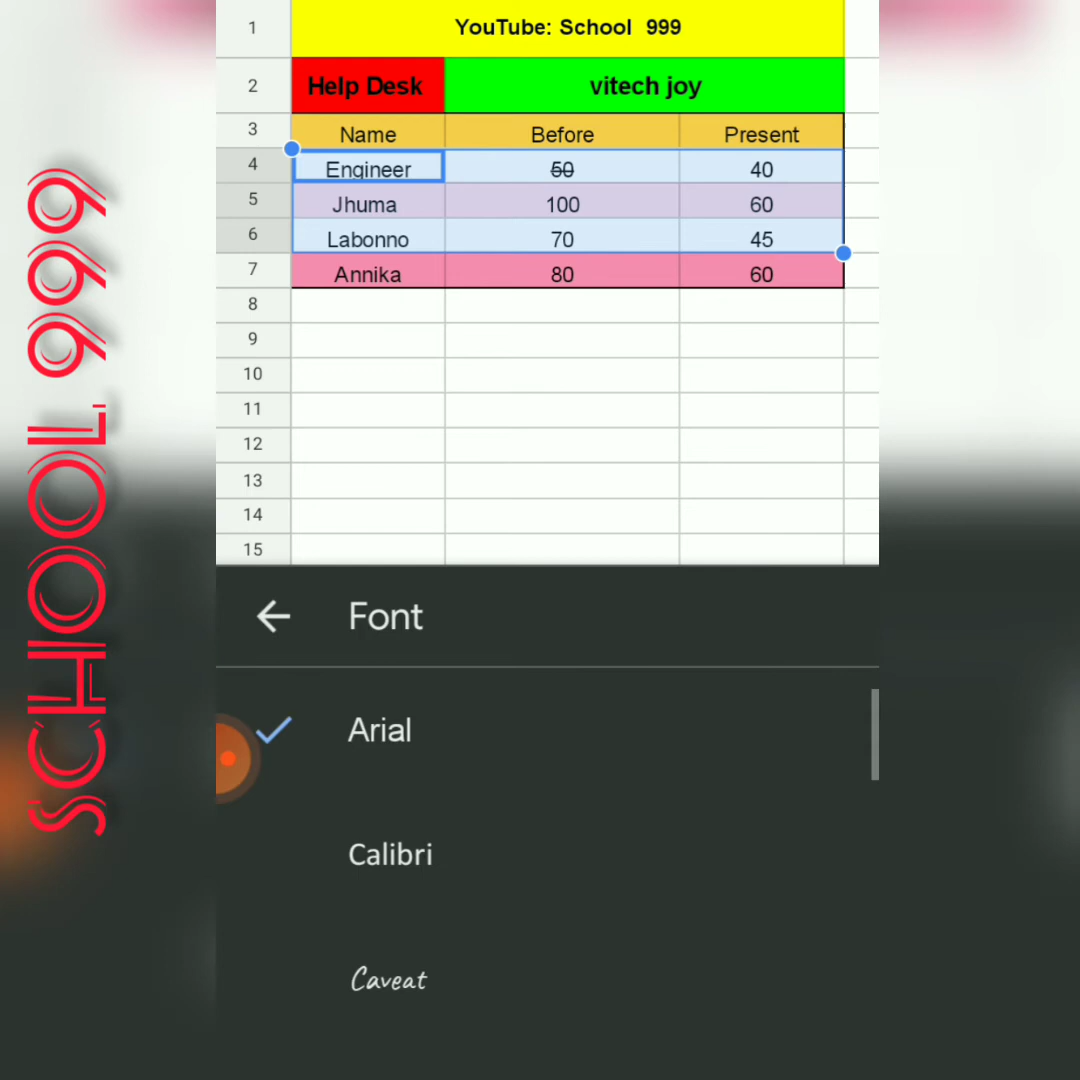 SCHOOL 999
1 YouTube: School 999
2 Help Desk vitech joy
3 Name Before Present
4 Engineer 50 40
5 Jhuma 100 60
6 Labonno 70 45
7 Annika 80 60
8
9
10
11
12
13
14
15
Font
Arial
Calibri
Caveat